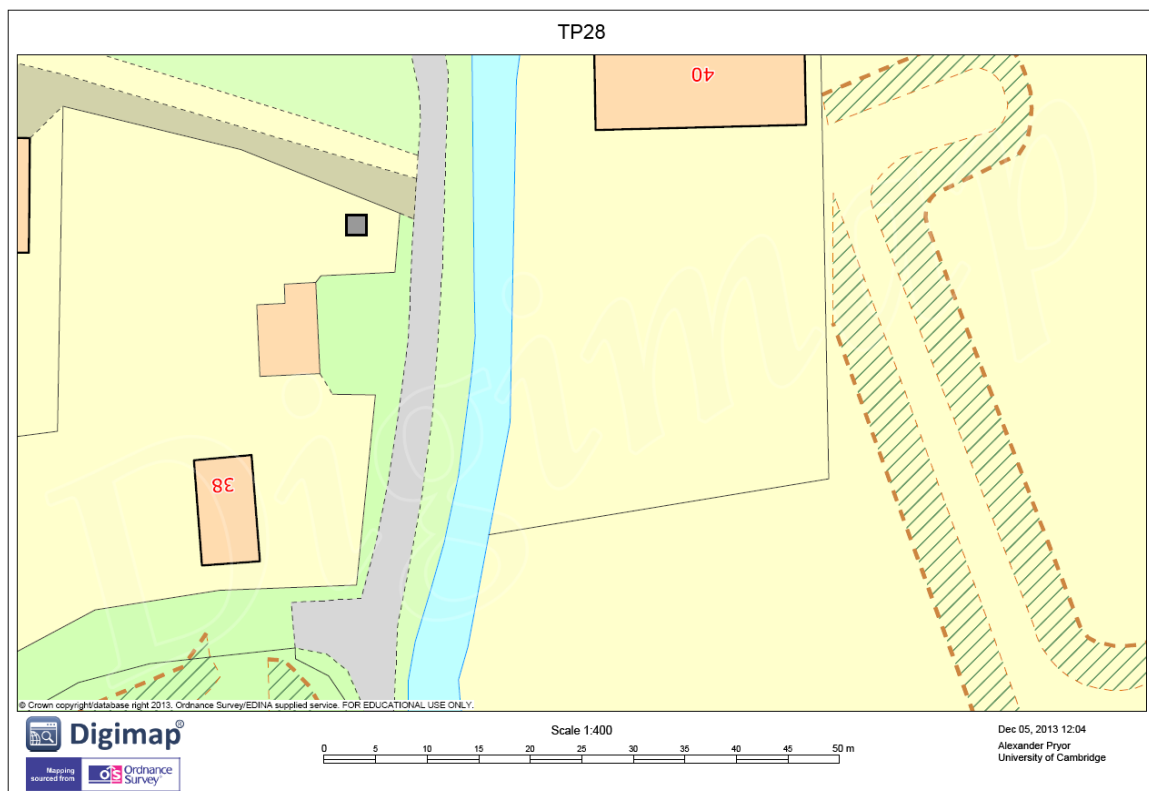 TP28
40
38
Digimap
© Crown copyright/database right 2013. Ordnance Survey/EDINA supplied service. FOR EDUCATIONAL USE ONLY.
Digimap®
Mapping
sourced from
OS Ordnance
Survey®
Scale 1:400
0 5 10 15 20 25 30 35 40 45 50 m
Dec 05, 2013 12:04
Alexander Pryor
University of Cambridge